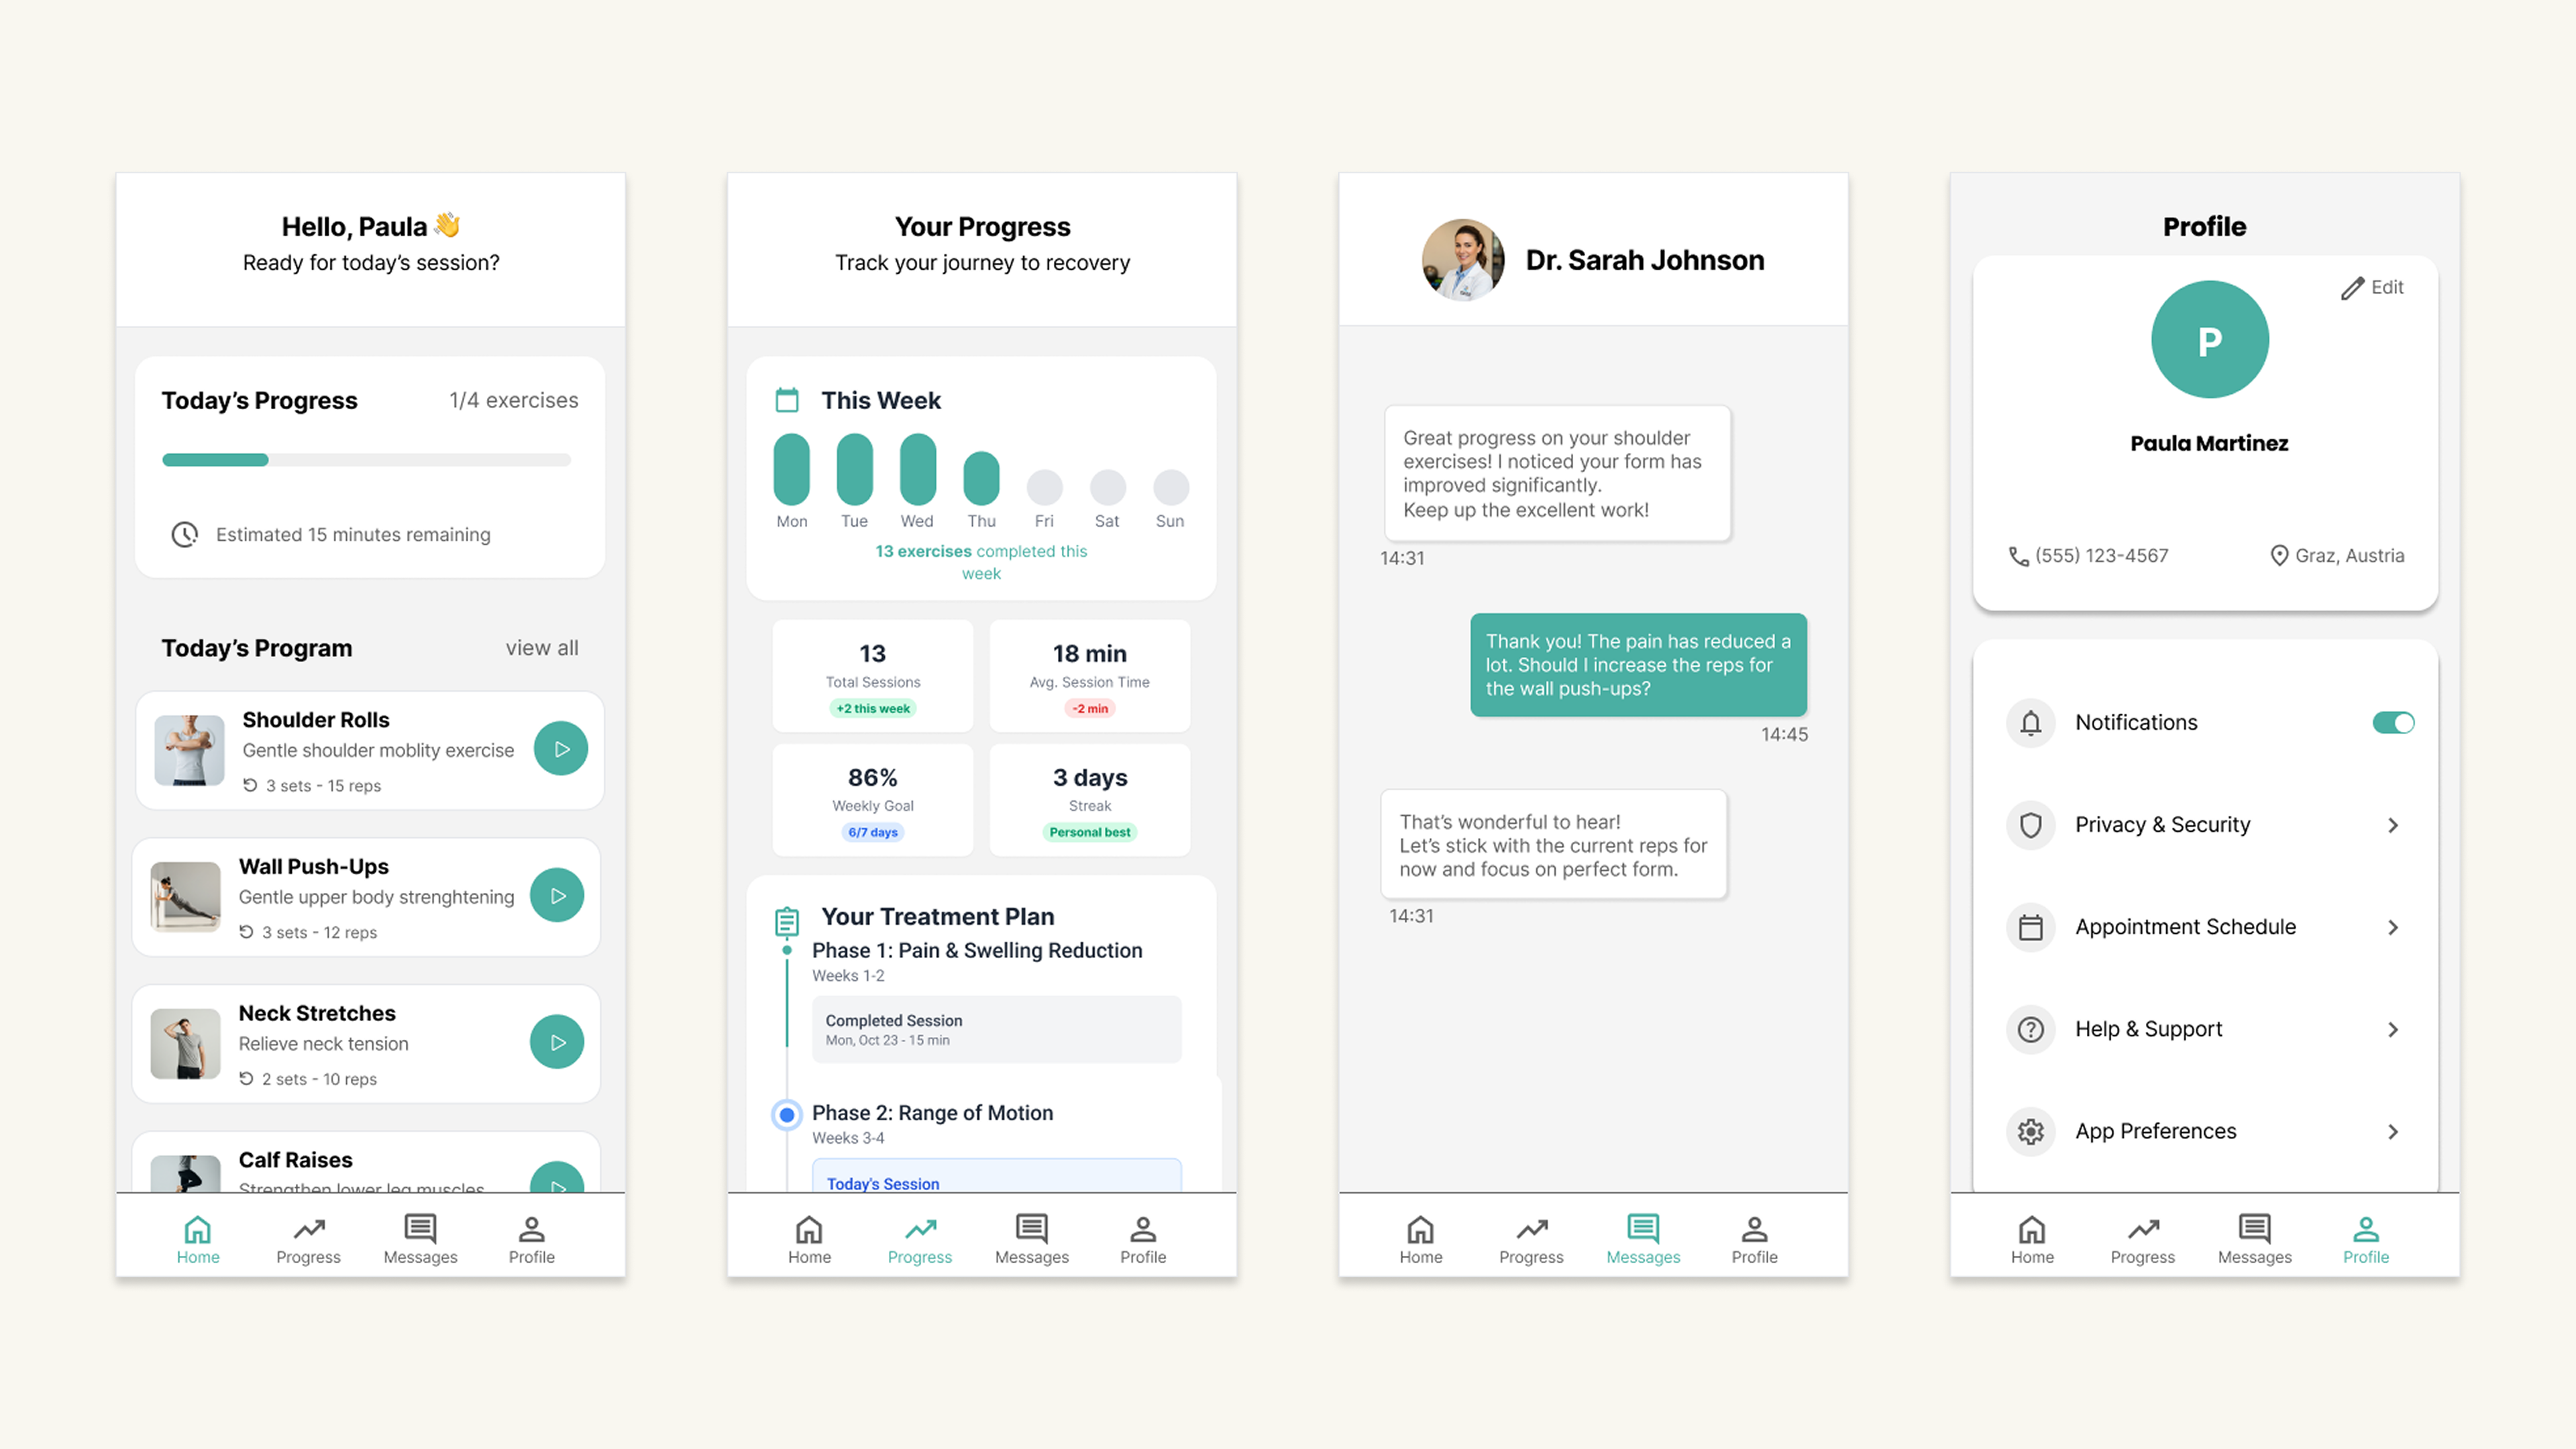 Hello, Paula 👋
Ready for today's session?
Today's Progress
1/4 exercises
Estimated 15 minutes remaining
Today's Program
view all
Shoulder Rolls
Gentle shoulder moblity exercise
3 sets - 15 reps
Wall Push-Ups
Gentle upper body strenghtening
3 sets - 12 reps
Neck Stretches
Relieve neck tension
2 sets - 10 reps
Calf Raises
Strengthen lower leg muscles
Home
Progress
Messages
Profile
Your Progress
Track your journey to recovery
This Week
Mon
Tue
Wed
Thu
Fri
Sat
Sun
13 exercises completed this
week
13
Total Sessions
+2 this week
18 min
Avg. Session Time
-2 min
86%
Weekly Goal
6/7 days
3 days
Streak
Personal best
Your Treatment Plan
Phase 1: Pain & Swelling Reduction
Weeks 1-2
Completed Session
Mon, Oct 23 - 15 min
Phase 2: Range of Motion
Weeks 3-4
Today's Session
Home
Progress
Messages
Profile
Dr. Sarah Johnson
Great progress on your shoulder
exercises! I noticed your form has
improved significantly.
Keep up the excellent work!
14:31
Thank you! The pain has reduced a
lot. Should I increase the reps for
the wall push-ups?
14:45
That's wonderful to hear!
Let's stick with the current reps for
now and focus on perfect form.
14:31
Home
Progress
Messages
Profile
Profile
Edit
P
Paula Martinez
(555) 123-4567
Graz, Austria
Notifications
Privacy & Security
Appointment Schedule
Help & Support
App Preferences
Home
Progress
Messages
Profile